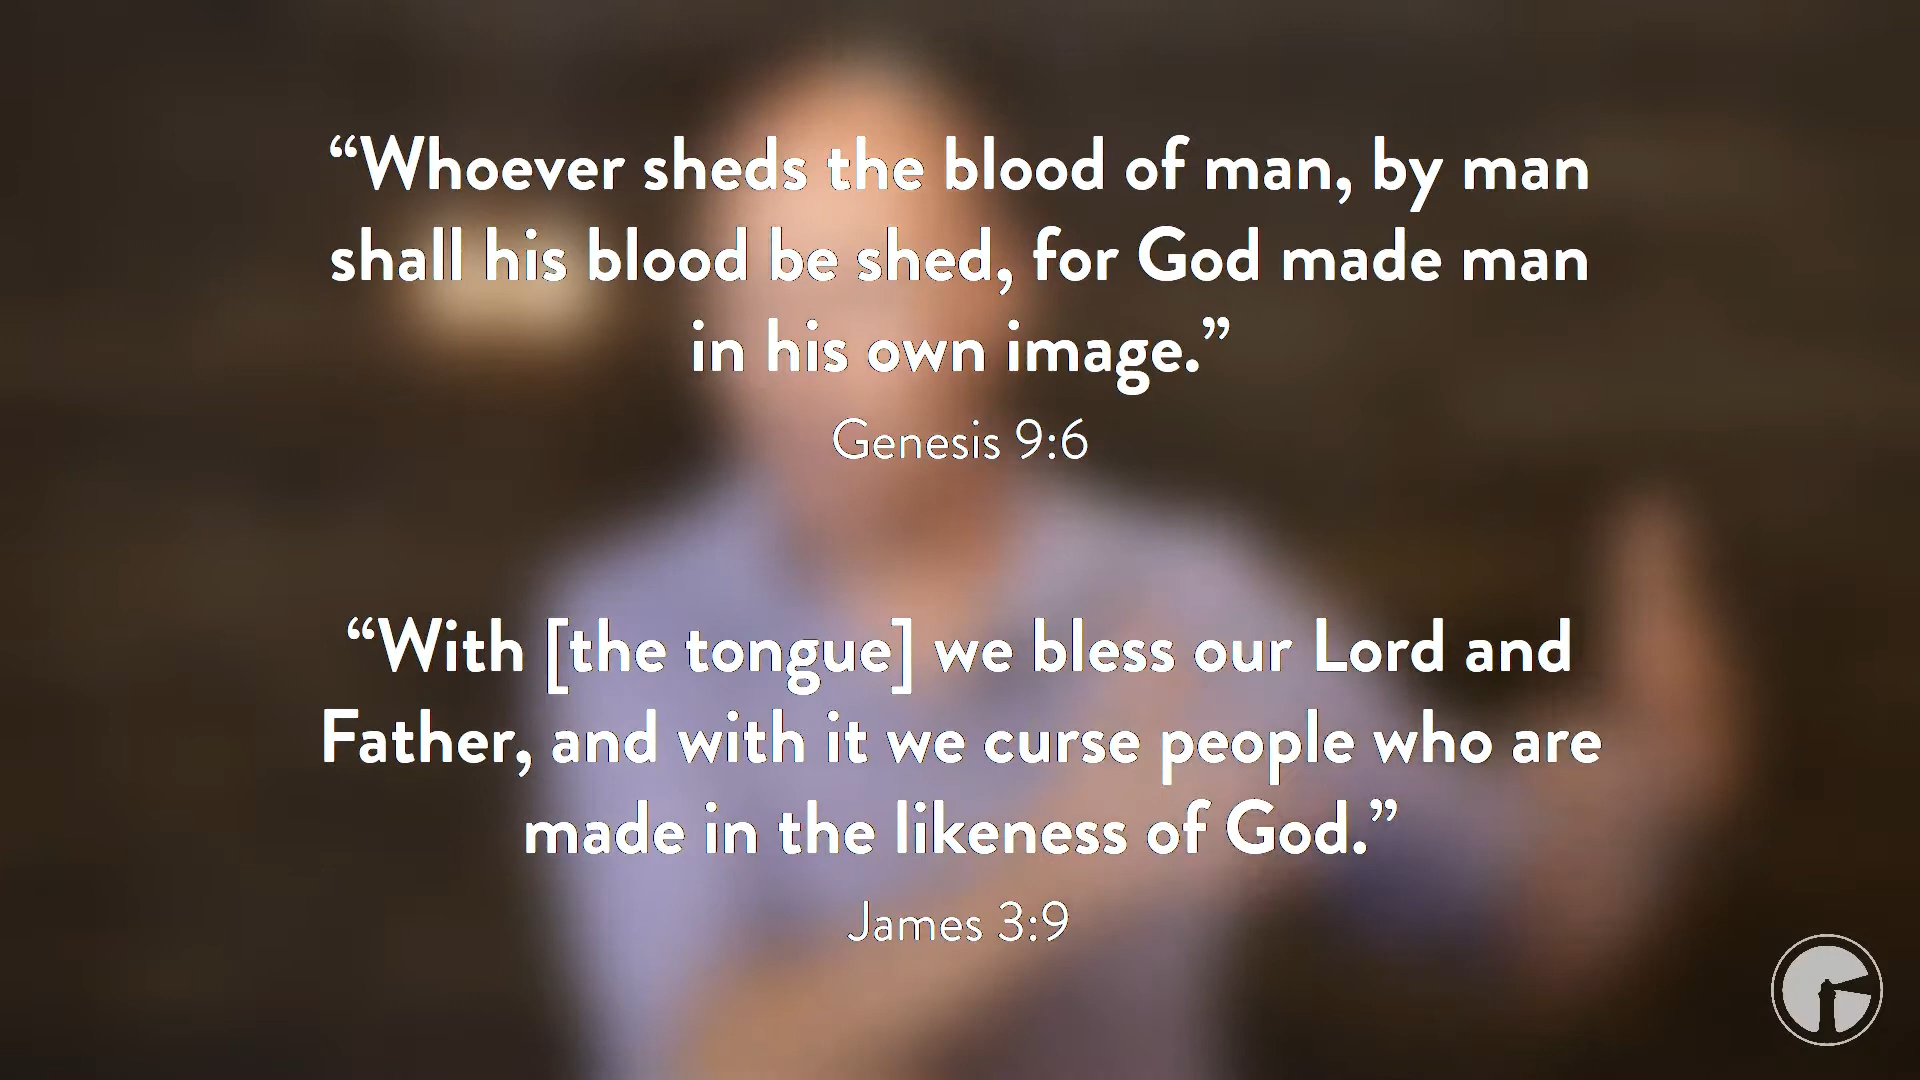 “Whoever sheds the blood of man, by man
shall his blood be shed, for God made man
in his own image.”
Genesis 9:6
“With [the tongue] we bless our Lord and
Father, and with it we curse people who are
made in the likeness of God.”
James 3:9